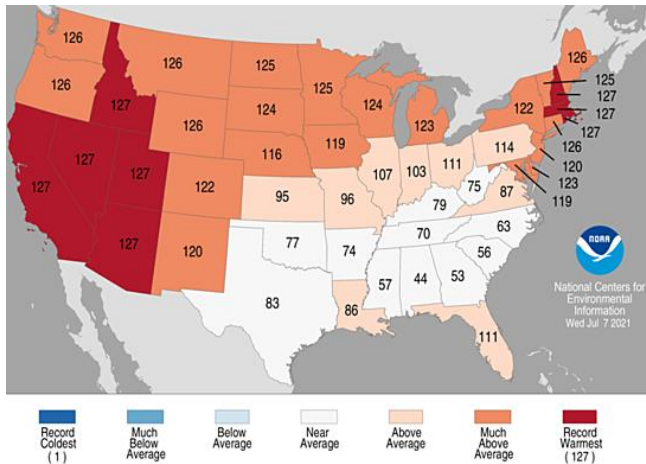 126 126 125 125 126
126 127 126 124 124 123 122 125
127
127
127
127 127 127 122 116 119 107 103 111 114 126
120
123
119
127 120 95 96 79 75 87
77 74 70 63
83 57 44 53 56
86 111
NOAA
National Centers for
Environmental
Information
Wed Jul 7 2021
Record Coldest (1)
Much Below Average
Below Average
Near Average
Above Average
Much Above Average
Record Warmest (127)